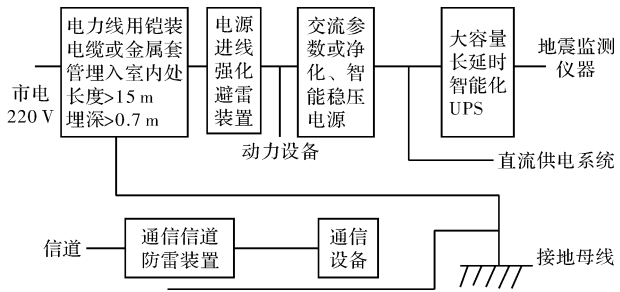 电力线用铠装
电缆或金属套
管埋入室内处
长度>15 m
埋深>0.7 m
市电
220 V
电源
进线
强化
避雷
装置
动力设备
交流参
数或净
化、智
能稳压
电源
大容量
长延时
智能化
UPS
地震监测
仪器
直流供电系统
信道
通信信道
防雷装置
通信
设备
接地母线